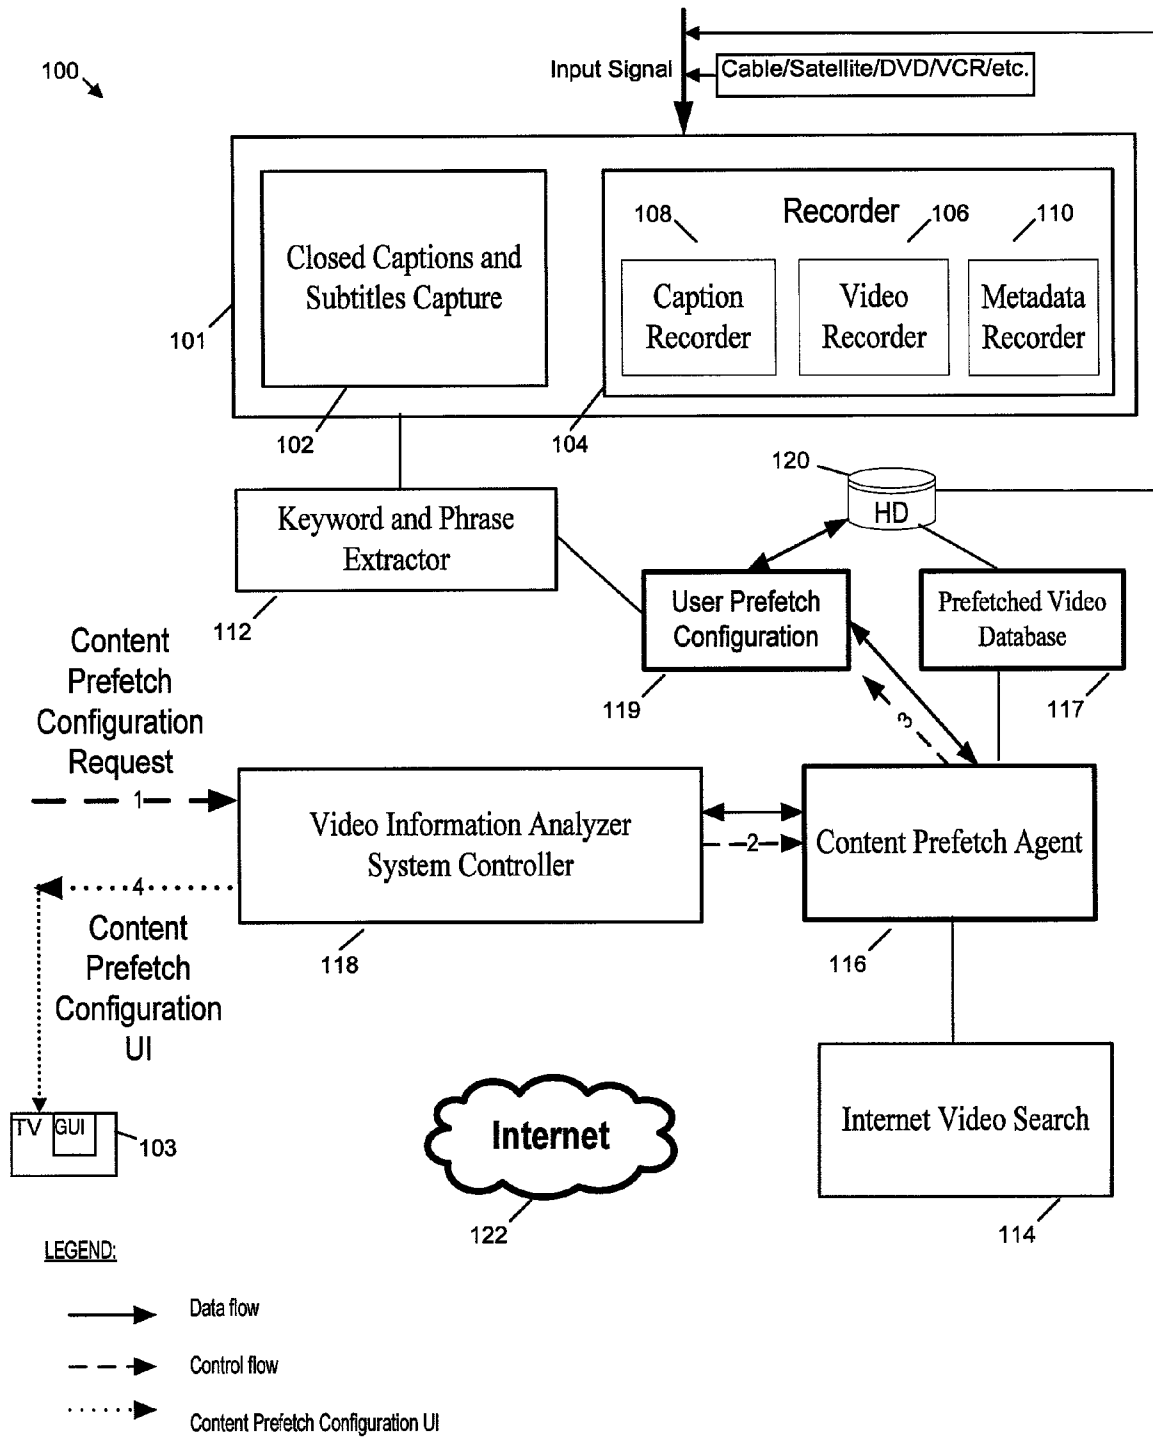 100
Input Signal
Cable/Satellite/DVD/VCR/etc.
Closed Captions and
Subtitles Capture
Recorder
108
106
110
Caption
Recorder
Video
Recorder
Metadata
Recorder
101
102
104
120
HD
Keyword and Phrase
Extractor
112
User Prefetch
Configuration
119
Prefetched Video
Database
117
Content
Prefetch
Configuration
Request
1
3
Video Information Analyzer
System Controller
118
2
Content Prefetch Agent
116
4
Content
Prefetch
Configuration
UI
TV
GUI
103
Internet
122
Internet Video Search
114
LEGEND:
Data flow
Control flow
Content Prefetch Configuration UI